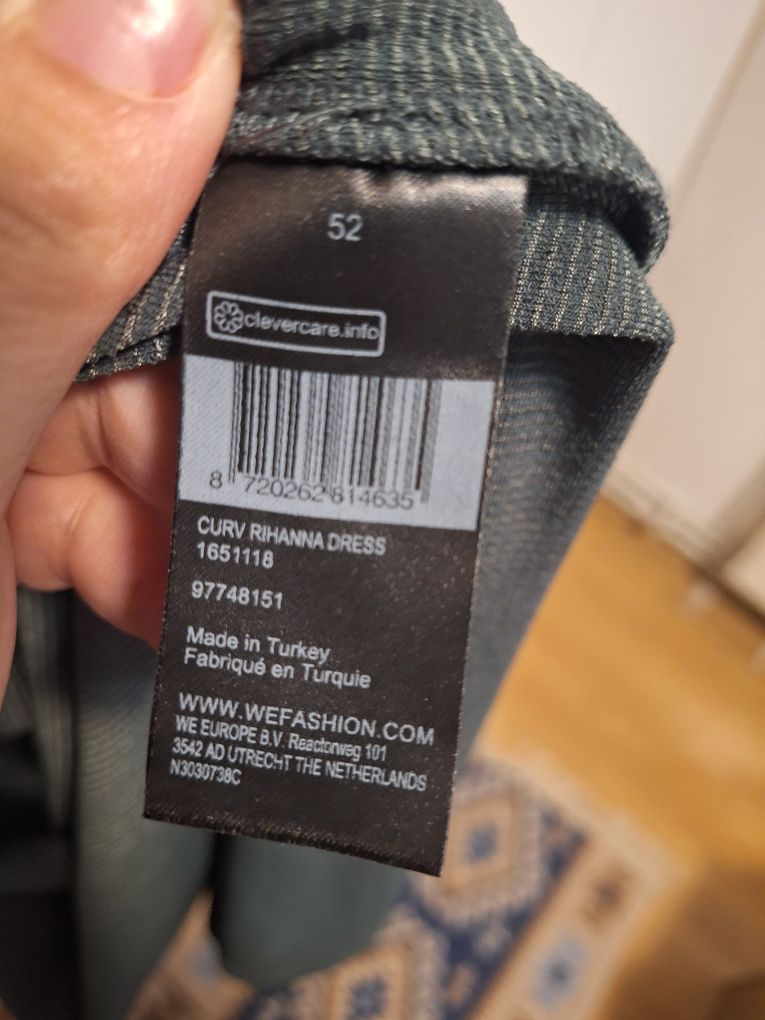 52
clevercare.info
8 720262 814635
CURV RIHANNA DRESS
1651118
97748151
Made in Turkey
Fabriqué en Turquie
WWW.WEFASHION.COM
WE EUROPE B.V. Reactorweg 101
3542 AD UTRECHT THE NETHERLANDS
N3030738C